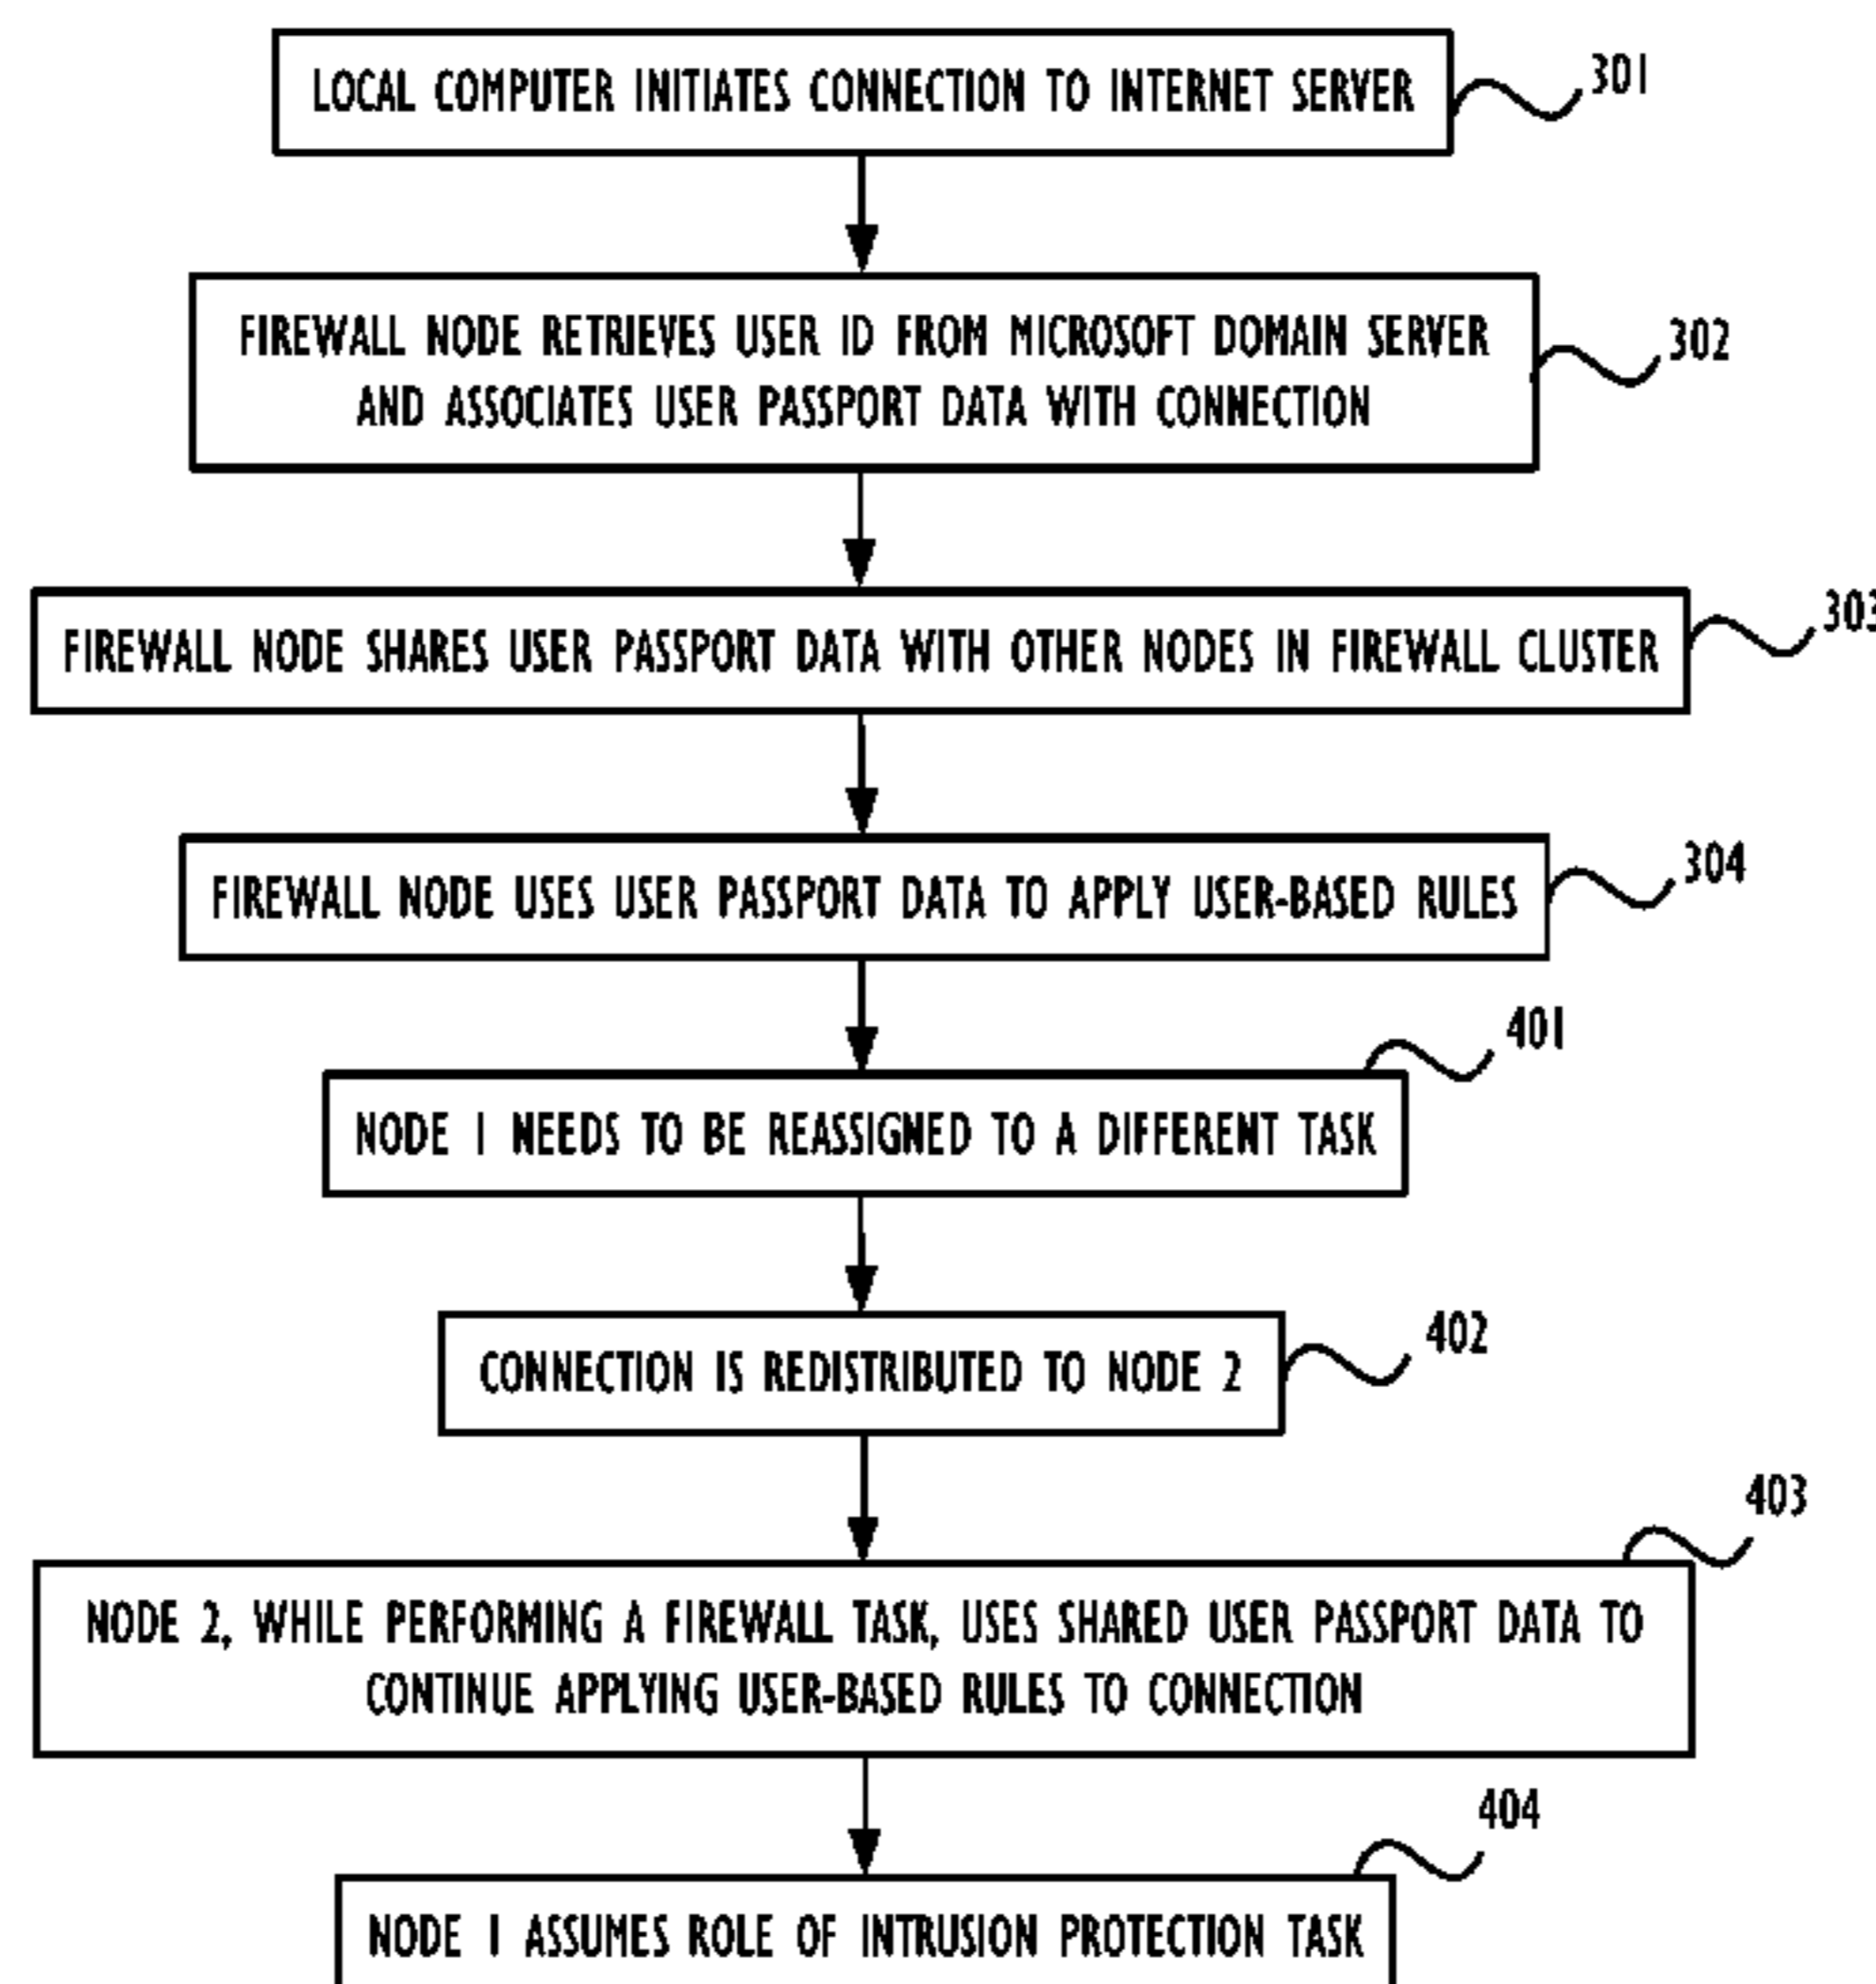 LOCAL COMPUTER INITIATES CONNECTION TO INTERNET SERVER
301
FIREWALL NODE RETRIEVES USER ID FROM MICROSOFT DOMAIN SERVER
AND ASSOCIATES USER PASSPORT DATA WITH CONNECTION
302
FIREWALL NODE SHARES USER PASSPORT DATA WITH OTHER NODES IN FIREWALL CLUSTER
303
FIREWALL NODE USES USER PASSPORT DATA TO APPLY USER-BASED RULES
304
401
NODE 1 NEEDS TO BE REASSIGNED TO A DIFFERENT TASK
402
CONNECTION IS REDISTRIBUTED TO NODE 2
403
NODE 2, WHILE PERFORMING A FIREWALL TASK, USES SHARED USER PASSPORT DATA TO
CONTINUE APPLYING USER-BASED RULES TO CONNECTION
404
NODE 1 ASSUMES ROLE OF INTRUSION PROTECTION TASK